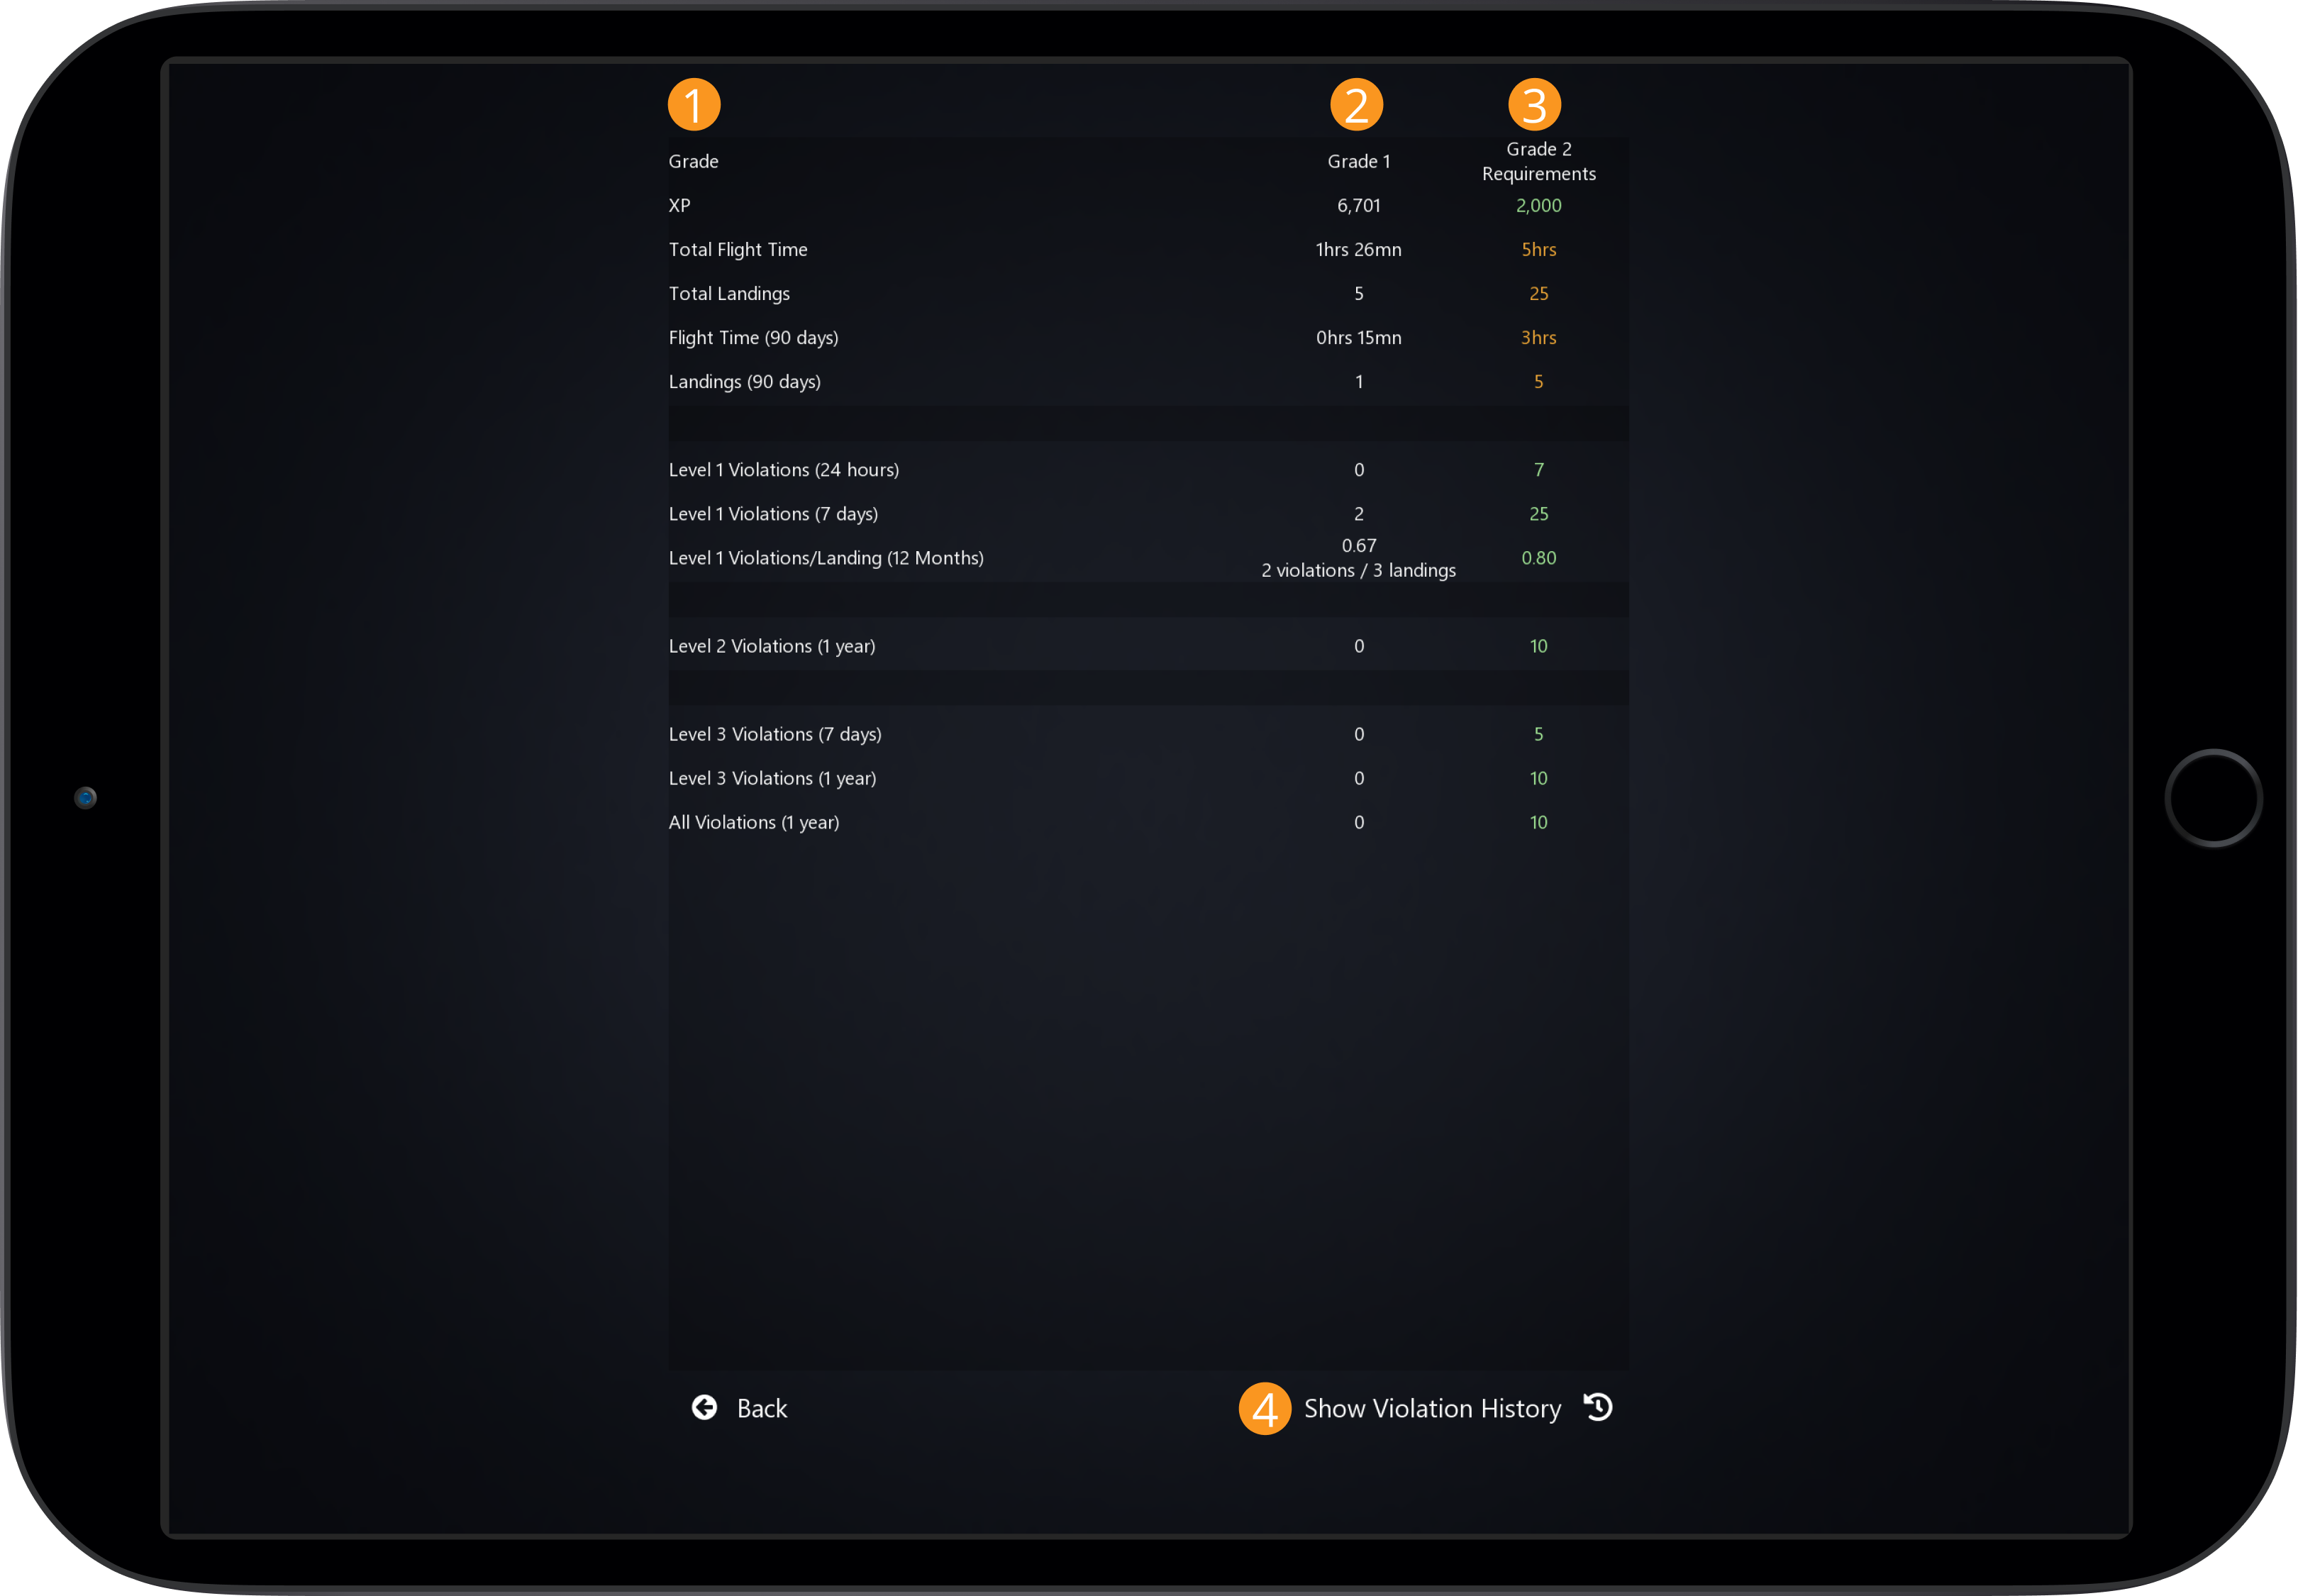 1 2 3
Grade Grade 1 Grade 2
Requirements
XP 6,701 2,000
Total Flight Time 1hrs 26mn 5hrs
Total Landings 5 25
Flight Time (90 days) 0hrs 15mn 3hrs
Landings (90 days) 1 5
Level 1 Violations (24 hours) 0 7
Level 1 Violations (7 days) 2 25
Level 1 Violations/Landing (12 Months) 0.67 0.80
2 violations / 3 landings
Level 2 Violations (1 year) 0 10
Level 3 Violations (7 days) 0 5
Level 3 Violations (1 year) 0 10
All Violations (1 year) 0 10
Back 4 Show Violation History